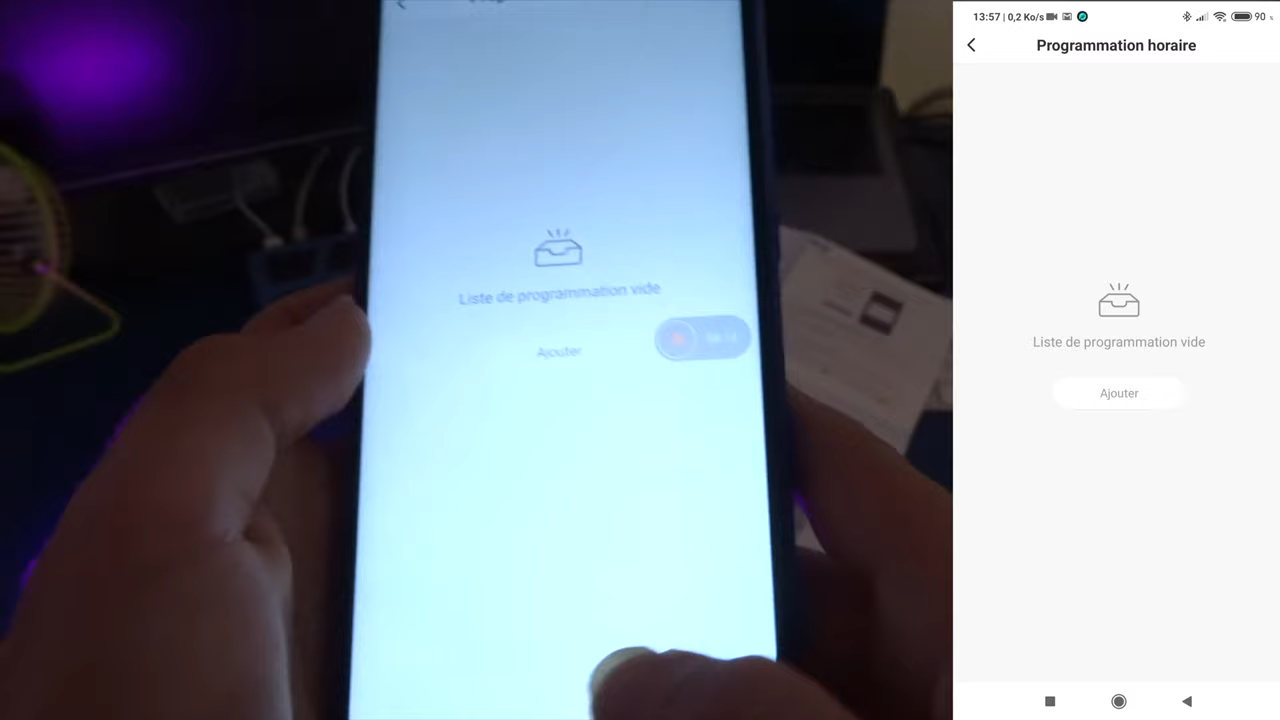 Liste de programmation vide
Ajouter
13:57 | 0,2 Ko/s
90
Programmation horaire
Liste de programmation vide
Ajouter